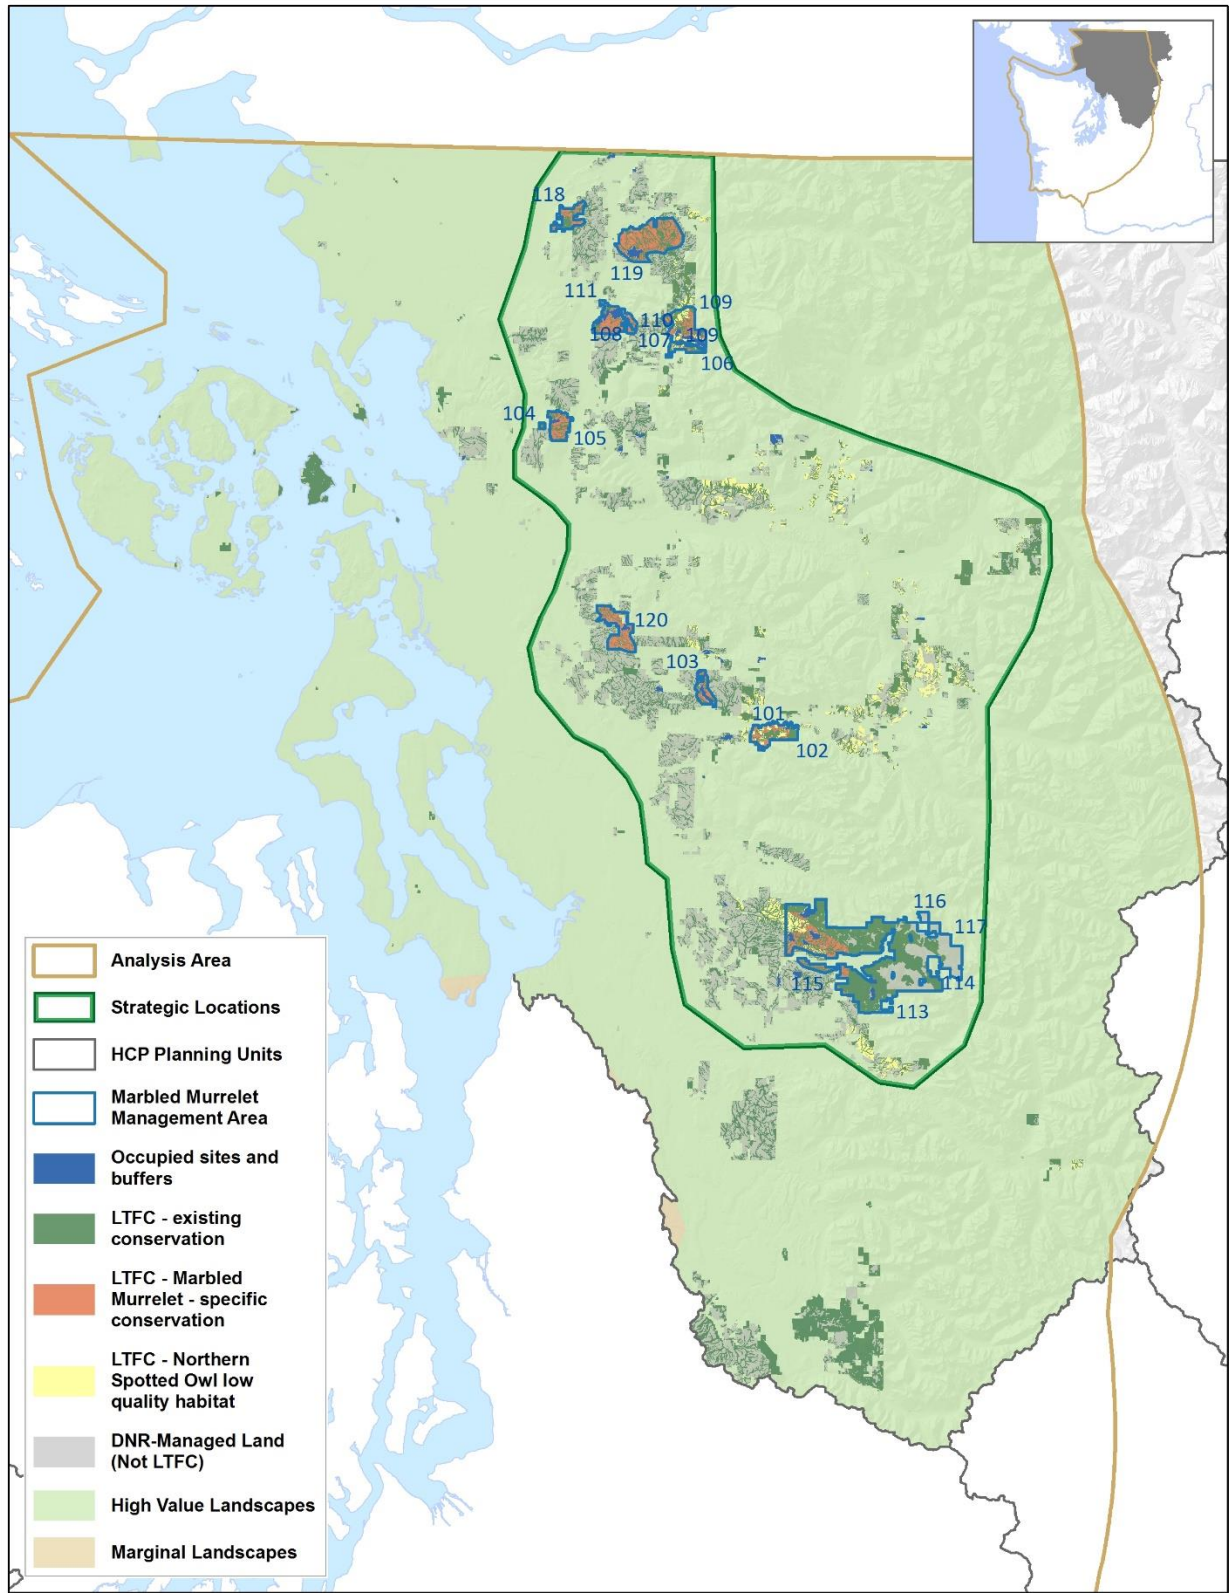 118
119
111
109
110
108
107
109
106
104
105
120
103
101
102
116
117
115
114
113
Analysis Area
Strategic Locations
HCP Planning Units
Marbled Murrelet
Management Area
Occupied sites and
buffers
LTFC - existing
conservation
LTFC - Marbled
Murrelet - specific
conservation
LTFC - Northern
Spotted Owl low
quality habitat
DNR-Managed Land
(Not LTFC)
High Value Landscapes
Marginal Landscapes